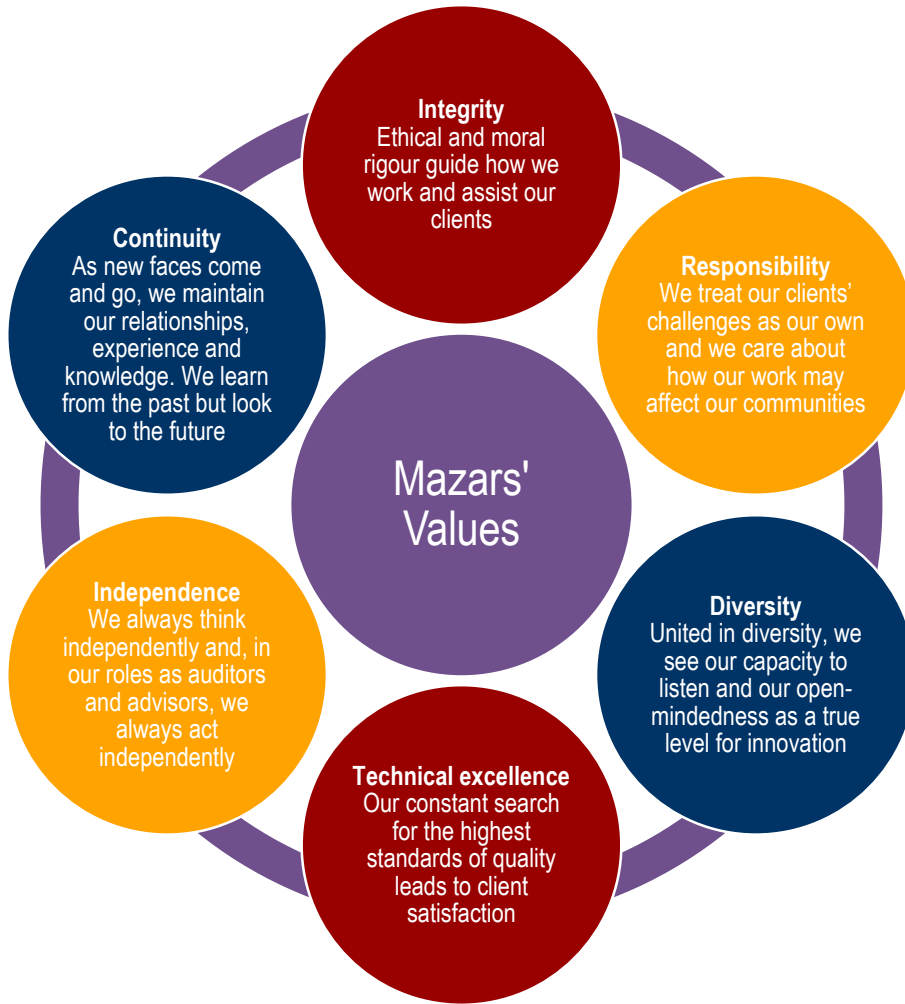 Integrity
Ethical and moral
rigour guide how we
work and assist our
clients
Responsibility
We treat our clients’
challenges as our own
and we care about
how our work may
affect our communities
Diversity
United in diversity, we
see our capacity to
listen and our open-
mindedness as a true
level for innovation
Technical excellence
Our constant search
for the highest
standards of quality
leads to client
satisfaction
Independence
We always think
independently and, in
our roles as auditors
and advisors, we
always act
independently
Continuity
As new faces come
and go, we maintain
our relationships,
experience and
knowledge. We learn
from the past but look
to the future
Mazars'
Values